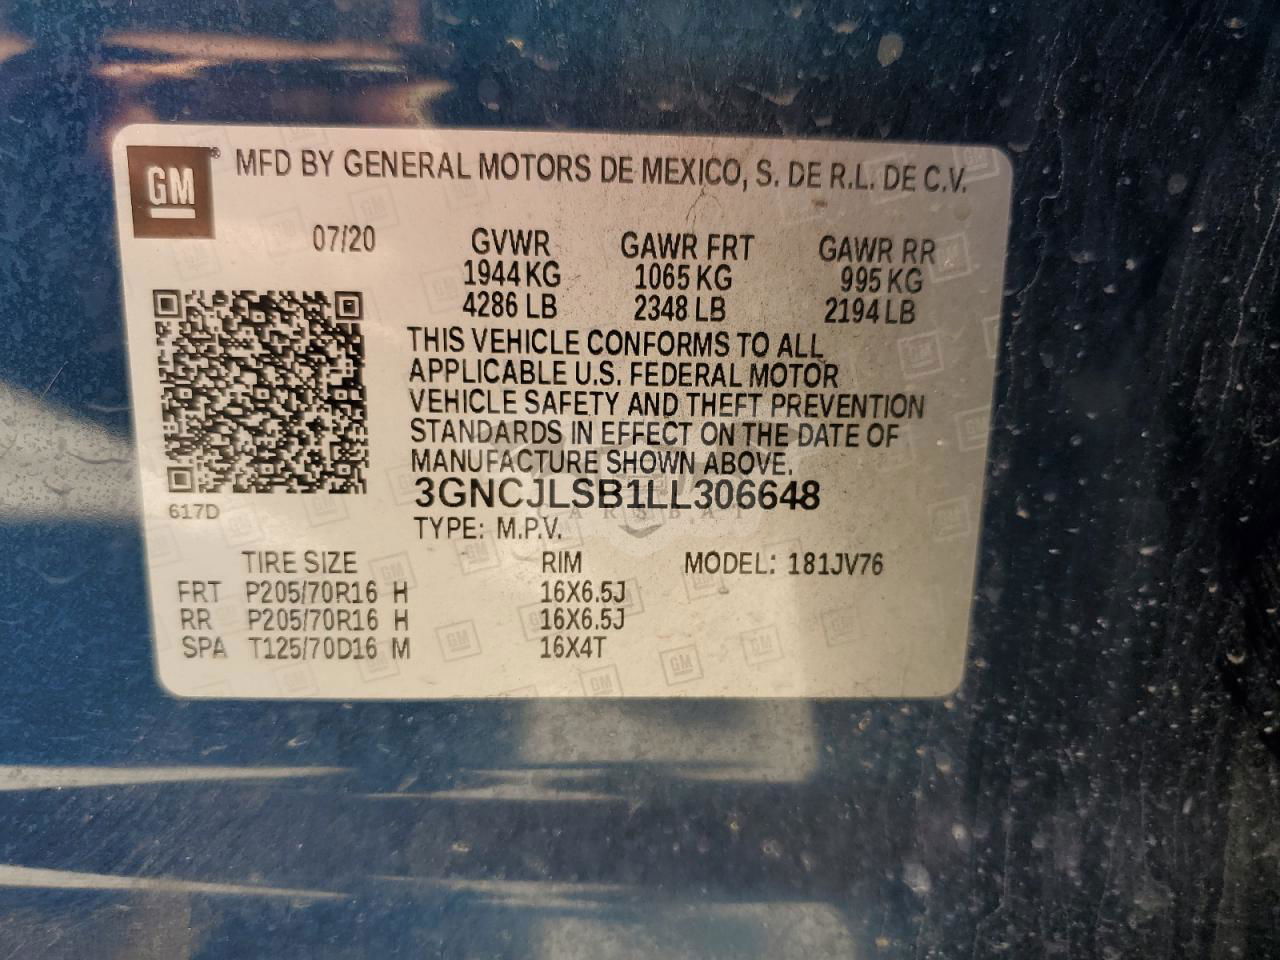 GM ® MFD BY GENERAL MOTORS DE MEXICO, S. DE R.L. DE C.V.
07/20 GVWR GAWR FRT GAWR RR
1944 KG 1065 KG 995 KG
4286 LB 2348 LB 2194 LB
THIS VEHICLE CONFORMS TO ALL
APPLICABLE U.S. FEDERAL MOTOR
VEHICLE SAFETY AND THEFT PREVENTION
STANDARDS IN EFFECT ON THE DATE OF
MANUFACTURE SHOWN ABOVE.
3GNCJLSB1LL306648
617D
TYPE: M.P.V.
TIRE SIZE RIM MODEL: 181JV76
FRT P205/70R16 H 16X6.5J
RR P205/70R16 H 16X6.5J
SPA T125/70D16 M 16X4T